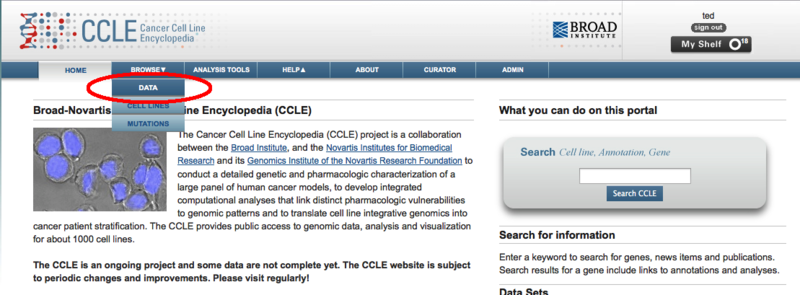 CCLE Cancer Cell Line
Encyclopedia
BROAD
INSTITUTE
ted
sign out
My Shelf 18
HOME BROWSE▼ ANALYSIS TOOLS HELP▲ ABOUT CURATOR ADMIN
DATA
CELL LINES
MUTATIONS
Broad-Novartis Line Encyclopedia (CCLE)
The Cancer Cell Line Encyclopedia (CCLE) project is a collaboration
between the Broad Institute, and the Novartis Institutes for Biomedical
Research and its Genomics Institute of the Novartis Research Foundation to
conduct a detailed genetic and pharmacologic characterization of a
large panel of human cancer models, to develop integrated
computational analyses that link distinct pharmacologic vulnerabilities
to genomic patterns and to translate cell line integrative genomics into
cancer patient stratification. The CCLE provides public access to genomic data, analysis and visualization
for about 1000 cell lines.
The CCLE is an ongoing project and some data are not complete yet. The CCLE website is subject
to periodic changes and improvements. Please visit regularly!
What you can do on this portal
Search Cell line, Annotation, Gene
Search CCLE
Search for information
Enter a keyword to search for genes, news items and publications.
Search results for a gene include links to annotations and analyses.
Data Sets